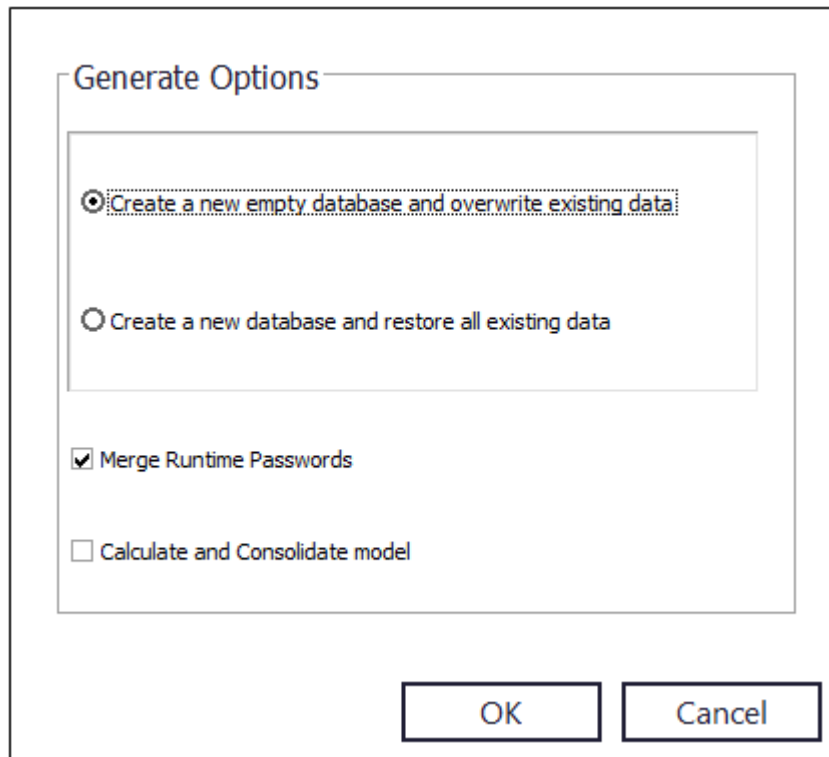 Generate Options
Create a new empty database and overwrite existing data
Create a new database and restore all existing data
Merge Runtime Passwords
Calculate and Consolidate model
OK
Cancel